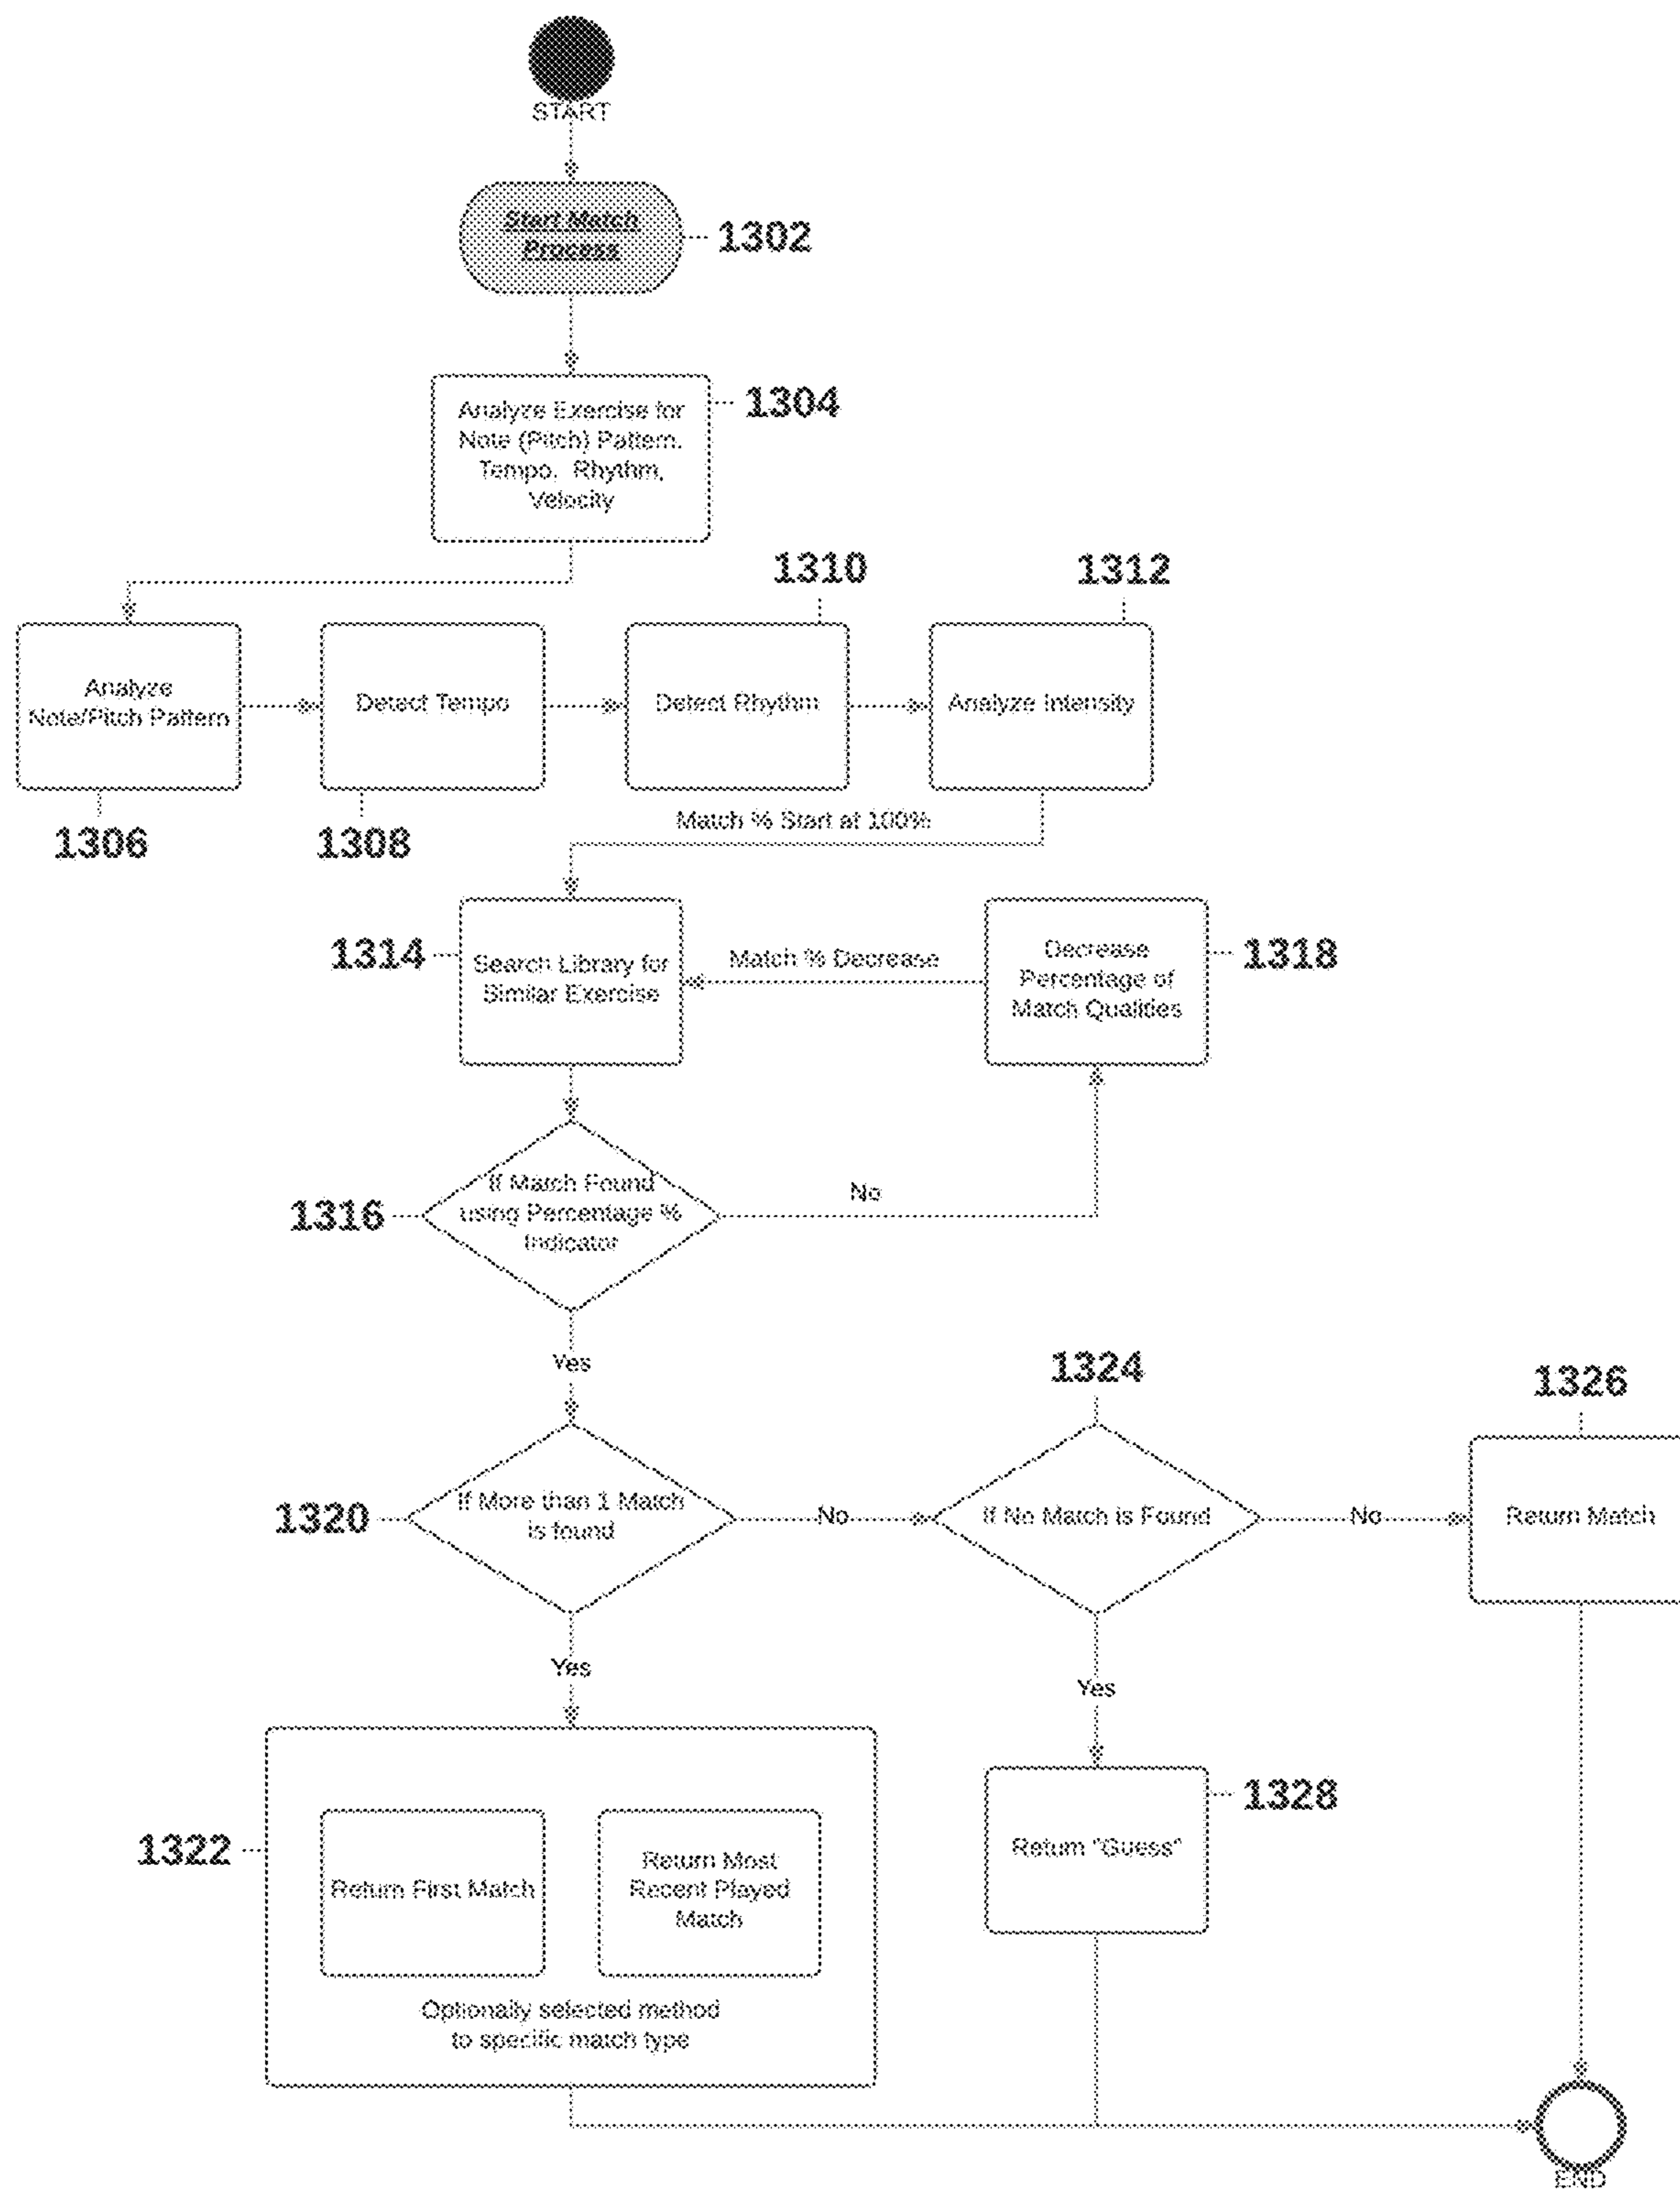 START
Start Match
Process
1302
1304
Analyze Exercise for
Note (Pitch) Pattern.
Tempo, Rhythm,
Velocity
1310
1312
Analyze
Note/Pitch Pattern
Detect Tempo
Detect Rhythm
Analyze Intensity
1306
1308
Match % Start at 100%
1314
Search Library for
Similar Exercise
Match % Decrease
Decrease
Percentage of
Match Qualities
1318
1316
If Match Found
using Percentage %
Indicator
No
Yes
1324
1326
1320
If More than 1 Match
is found
No
If No Match is Found
No
Return Match
Yes
Yes
1322
Return First Match
Return Most
Recent Played
Match
Optionally selected method
to specific match type
Return "Guess"
1328
END